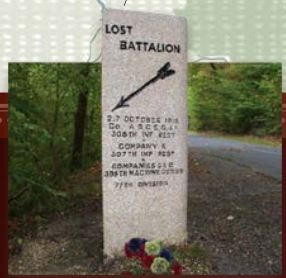 LOST
BATTALION
2-7 OCTOBER 1918
Co. A B C E G H
308TH INF REGT
COMPANY K
307TH INF REGT
&
COMPANIES C & D
306TH MACHINE GUN BN
77TH DIVISION